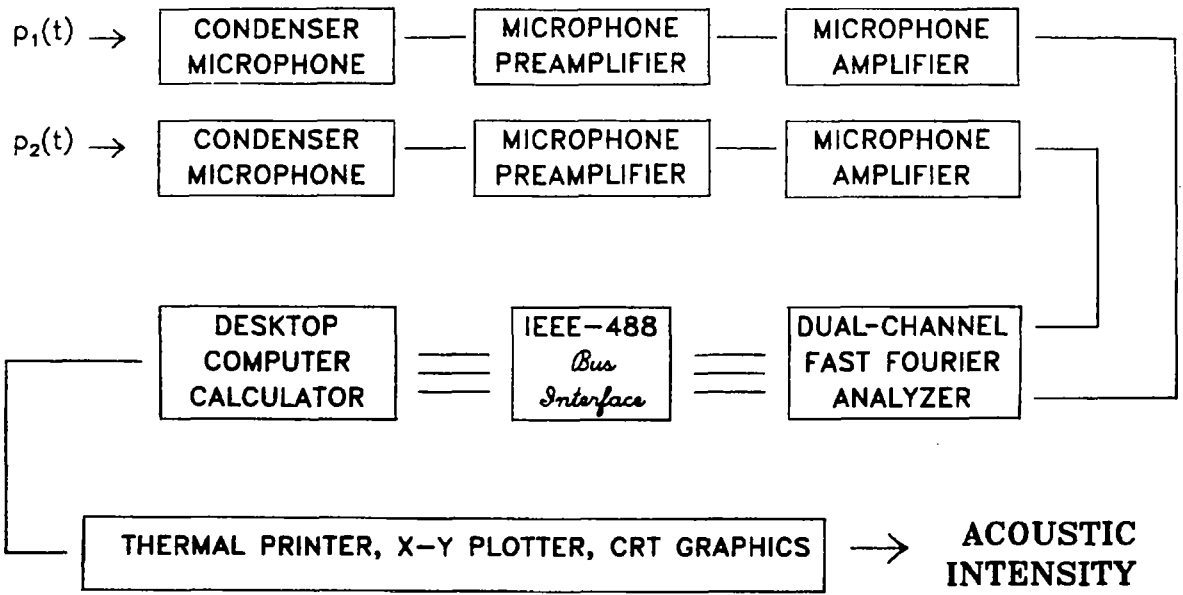 p₁(t) → CONDENSER MICROPHONE MICROPHONE
MICROPHONE PREAMPLIFIER AMPLIFIER
p₂(t) → CONDENSER MICROPHONE MICROPHONE
MICROPHONE PREAMPLIFIER AMPLIFIER
DESKTOP IEEE-488 DUAL-CHANNEL
COMPUTER Bus FAST FOURIER
CALCULATOR Interface ANALYZER
THERMAL PRINTER, X-Y PLOTTER, CRT GRAPHICS → ACOUSTIC
INTENSITY